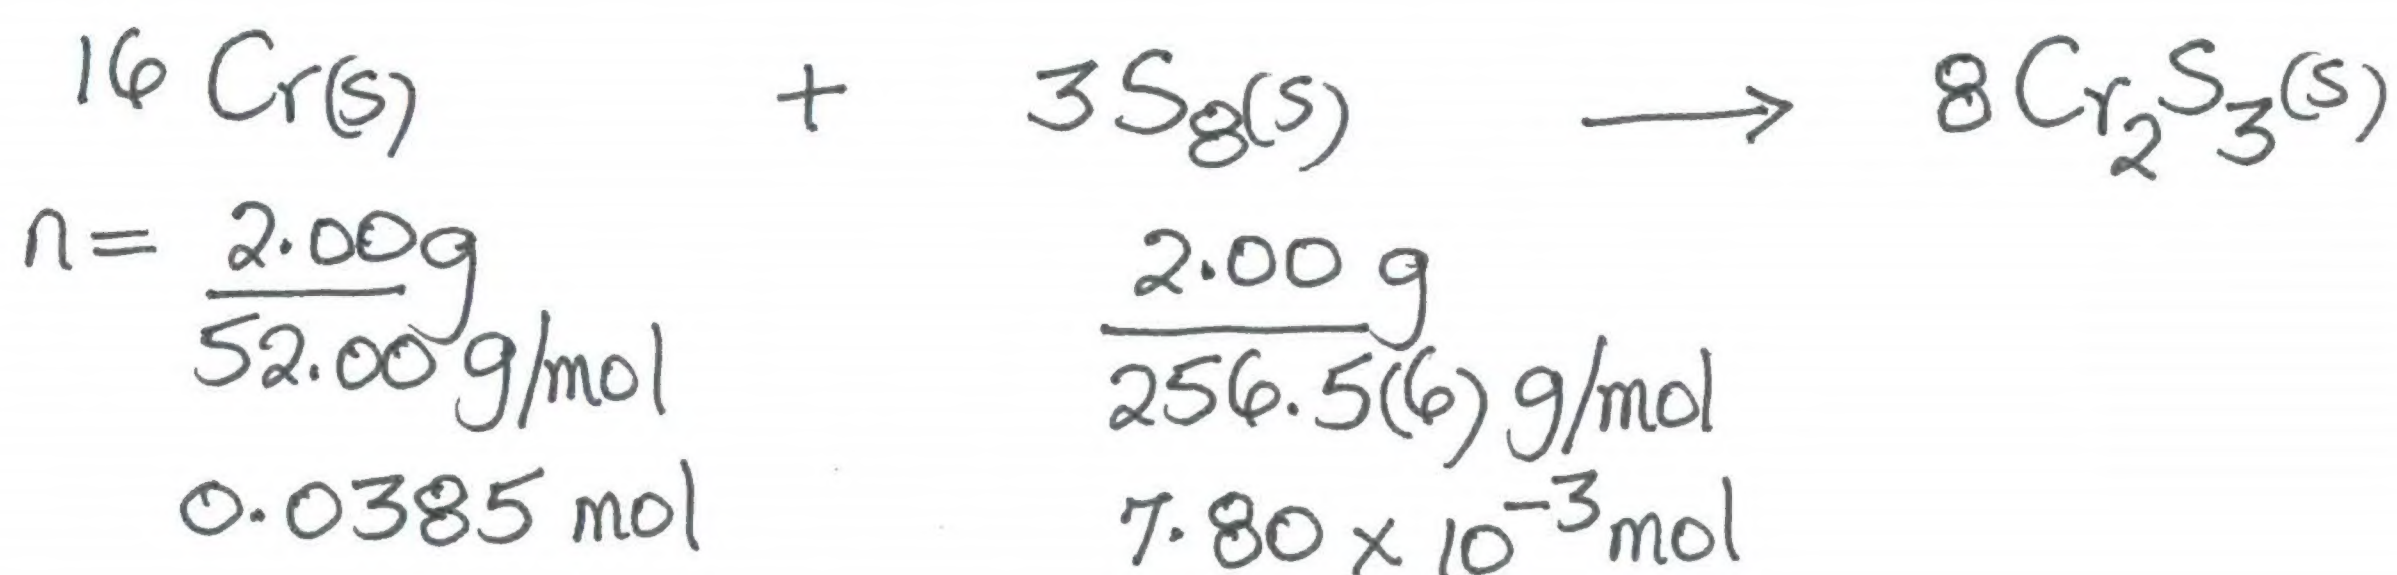 16 Cr(s) + 3 S₈(s) ⟶ 8 Cr₂S₃(s)
n = 2.00g 2.00 g
52.00 g/mol 256.5(6) g/mol
0.0385 mol 7.80 × 10⁻³ mol